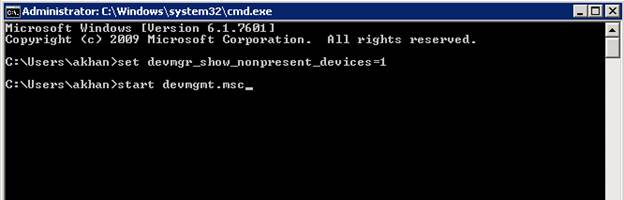 Administrator: C:\Windows\system32\cmd.exe
Microsoft Windows [Version 6.1.7601]
Copyright (c) 2009 Microsoft Corporation.  All rights reserved.
C:\Users\akhan>set devmgr_show_nonpresent_devices=1
C:\Users\akhan>start devmgmt.msc